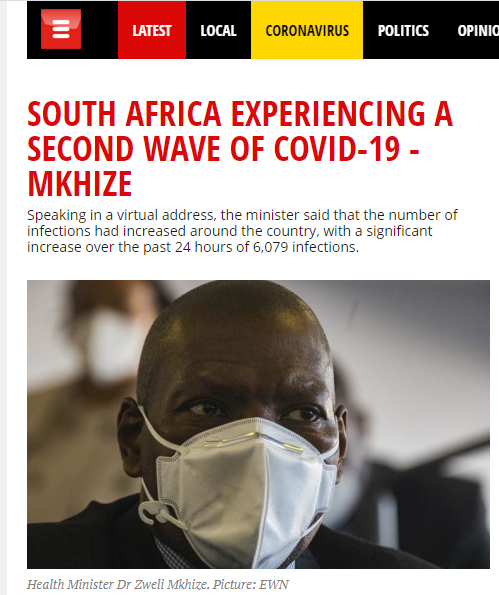 LATEST LOCAL CORONAVIRUS POLITICS OPINIO
SOUTH AFRICA EXPERIENCING A
SECOND WAVE OF COVID-19 -
MKHIZE
Speaking in a virtual address, the minister said that the number of
infections had increased around the country, with a significant
increase over the past 24 hours of 6,079 infections.
Health Minister Dr Zweli Mkhize. Picture: EWN